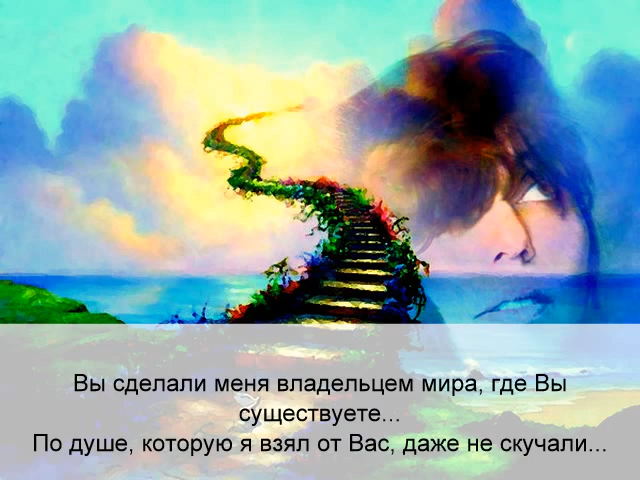 Вы сделали меня владельцем мира, где Вы
существуете...
По душе, которую я взял от Вас, даже не скучали...